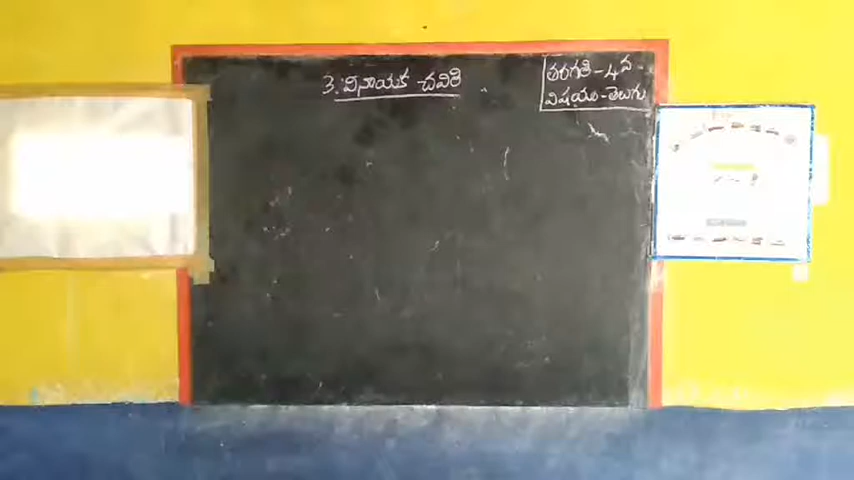 3. వినాయక చవితి
తరగతి - 4వ
విషయం - తెలుగు